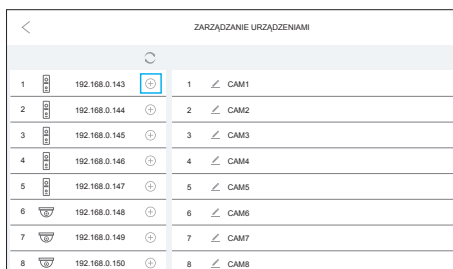 ZARZĄDZANIE URZĄDZENIAMI
1 192.168.0.143 1 CAM1
2 192.168.0.144 2 CAM2
3 192.168.0.145 3 CAM3
4 192.168.0.146 4 CAM4
5 192.168.0.147 5 CAM5
6 192.168.0.148 6 CAM6
7 192.168.0.149 7 CAM7
8 192.168.0.150 8 CAM8